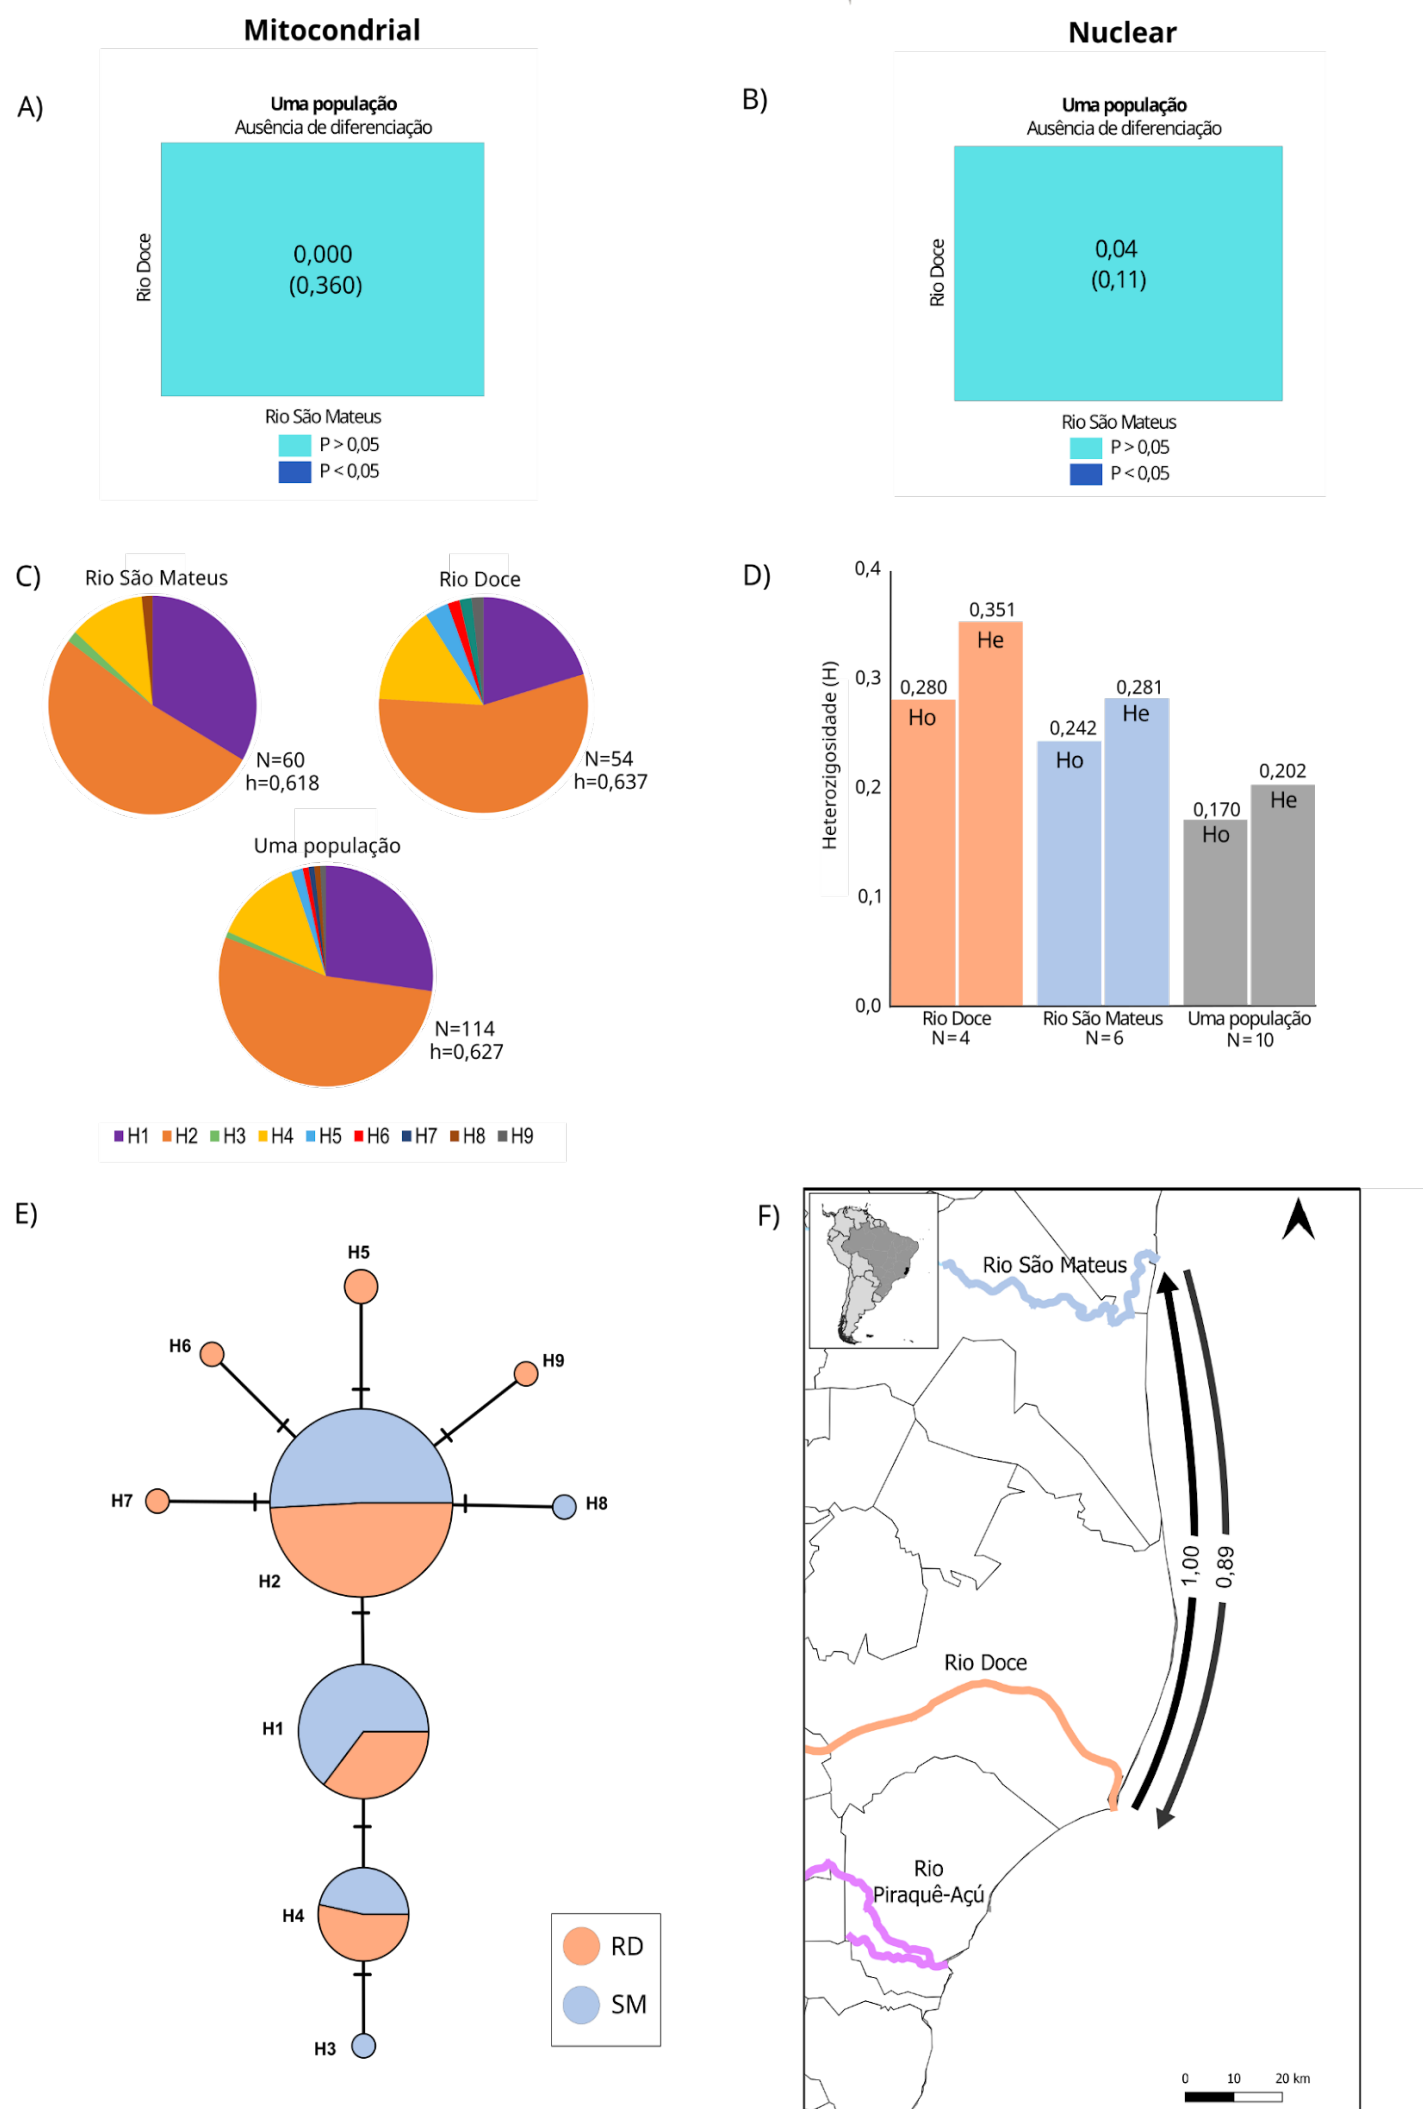 Mitocondrial
A)
Uma população
Ausência de diferenciação
Rio Doce
0,000
(0,360)
Rio São Mateus
P > 0,05
P < 0,05
Nuclear
B)
Uma população
Ausência de diferenciação
Rio Doce
0,04
(0,11)
Rio São Mateus
P > 0,05
P < 0,05
C)
Rio São Mateus
N=60
h=0,618
Rio Doce
N=54
h=0,637
Uma população
N=114
h=0,627
H1 H2 H3 H4 H5 H6 H7 H8 H9
D)
Heterozigosidade (H)
0,4
0,3
0,2
0,1
0,0
0,280
Ho
0,351
He
0,242
Ho
0,281
He
0,170
Ho
0,202
He
Rio Doce
N = 4
Rio São Mateus
N = 6
Uma população
N = 10
E)
H5
H6
H9
H7
H8
H2
H1
H4
H3
RD
SM
F)
Rio São Mateus
1,00
0,89
Rio Doce
Rio
Piraquê-Açú
0 10 20 km